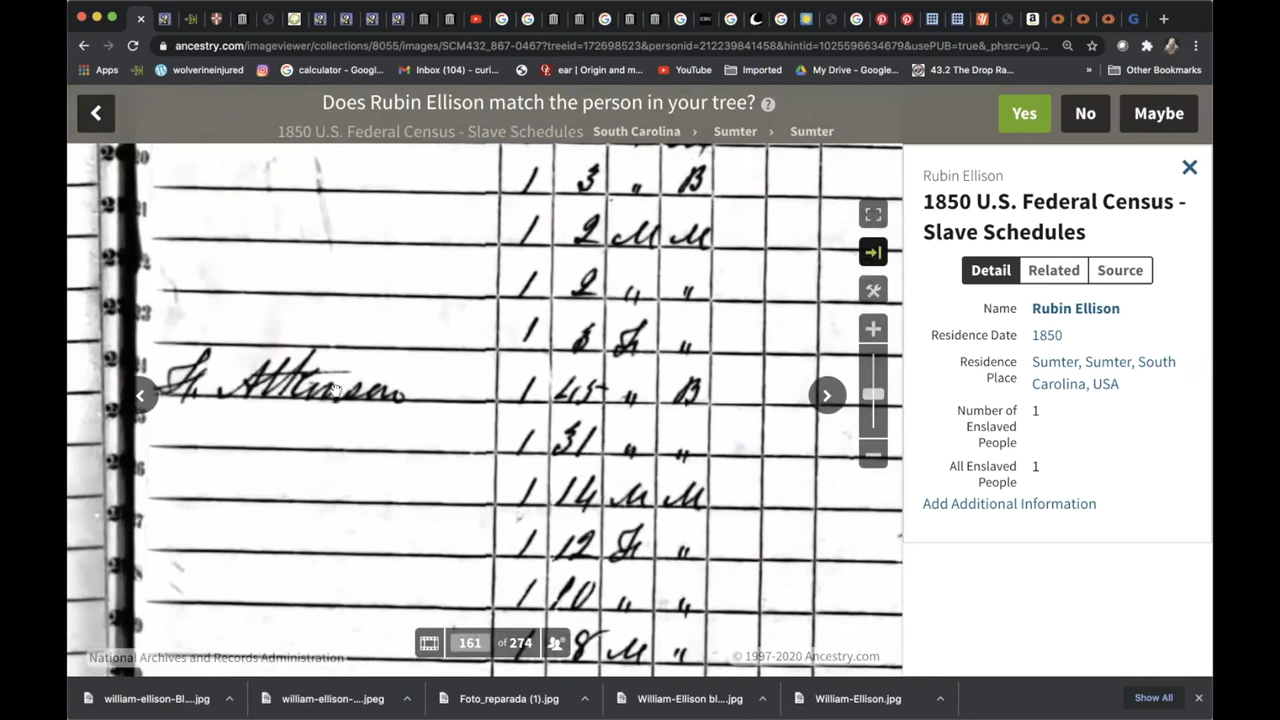 ancestry.com/imageviewer/collections/8055/images/SCM432_867-0467?treeid=172698523&personid=212239841458&hintid=1025596634679&usePUB=true&_phsrc=yQ...
Apps
wolverineinjured
calculator - Googl...
Inbox (104) - curi...
ear | Origin and m...
YouTube
Imported
My Drive - Google...
43.2 The Drop Ra...
»
Other Bookmarks
Does Rubin Ellison match the person in your tree? ?
Yes No Maybe
1850 U.S. Federal Census - Slave Schedules South Carolina > Sumter > Sumter
1 3 " B
1 2 M M
1 2 " "
1 F "
Atkinson 1 45 " B
1 31 " "
1 14 M M
1 12 F "
1 10 " "
1 8 M "
161 of 274
National Archives and Records Administration
© 1997-2020 Ancestry.com
Rubin Ellison
1850 U.S. Federal Census -
Slave Schedules
Detail Related Source
Name Rubin Ellison
Residence Date 1850
Residence Place Sumter, Sumter, South
Carolina, USA
Number of Enslaved People 1
All Enslaved People 1
Add Additional Information
william-ellison-Bl....jpg
william-ellison-....jpeg
Foto_reparada (1).jpg
William-Ellison bl....jpg
William-Ellison.jpg
Show All